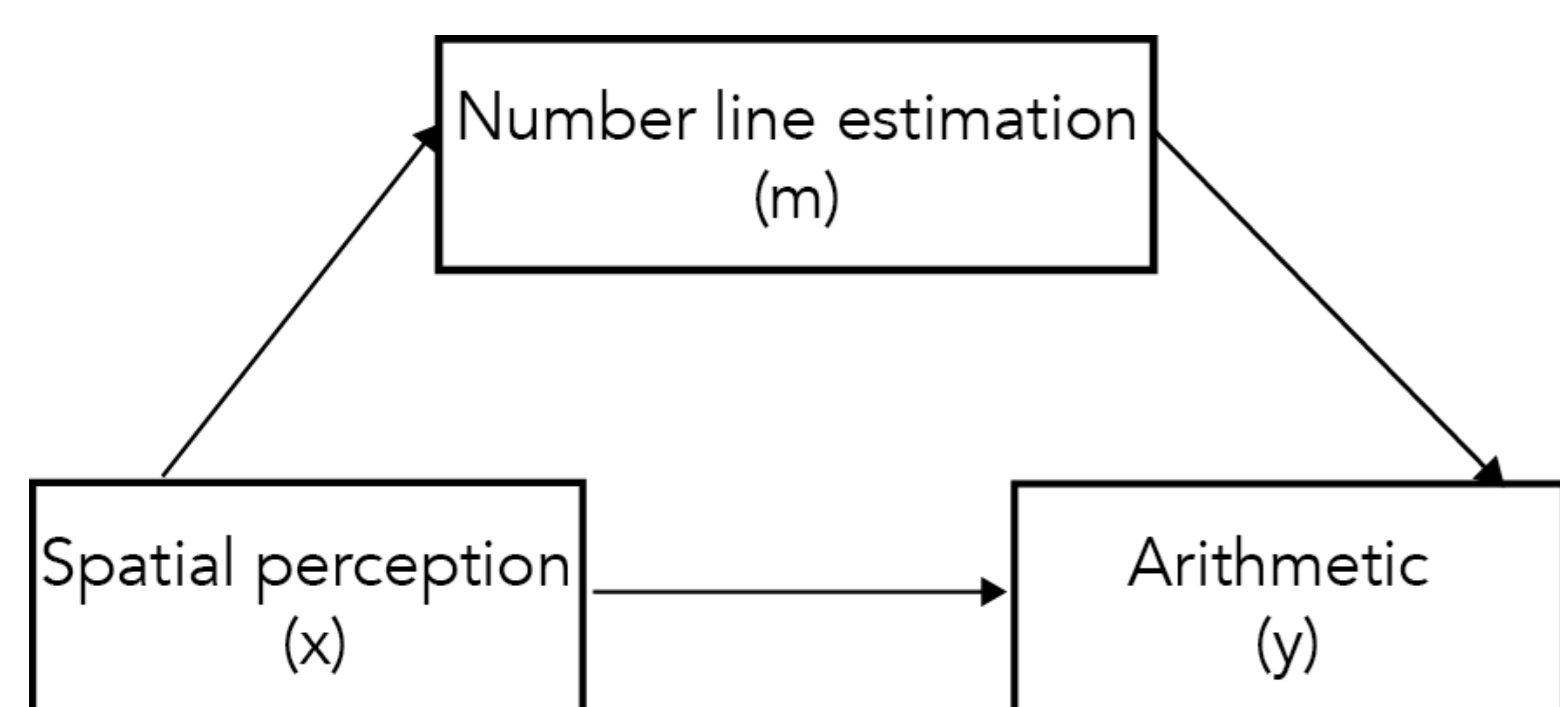 Number line estimation
(m)
Spatial perception
(x)
Arithmetic
(y)